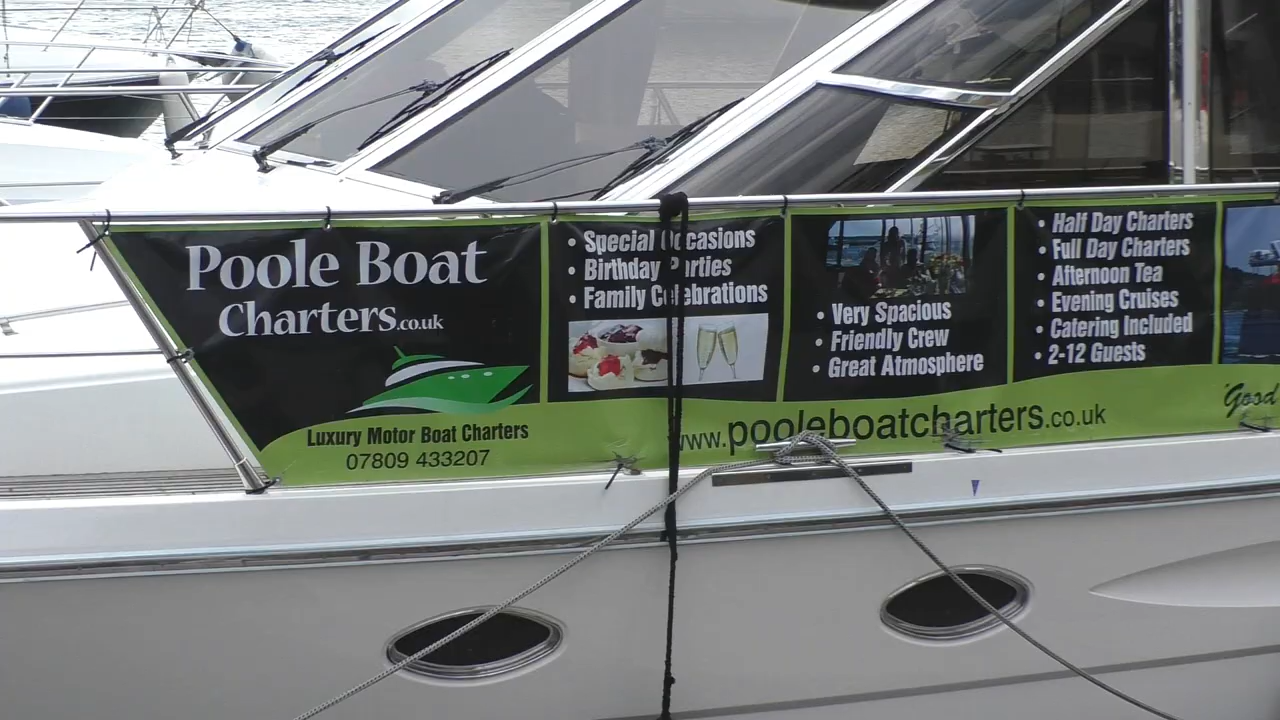 Poole Boat
Charters.co.uk
Luxury Motor Boat Charters
07809 433207
• Special Occasions
• Birthday Parties
• Family Celebrations
• Very Spacious
• Friendly Crew
• Great Atmosphere
• Half Day Charters
• Full Day Charters
• Afternoon Tea
• Evening Cruises
• Catering Included
• 2-12 Guests
www.pooleboatcharters.co.uk
'Good